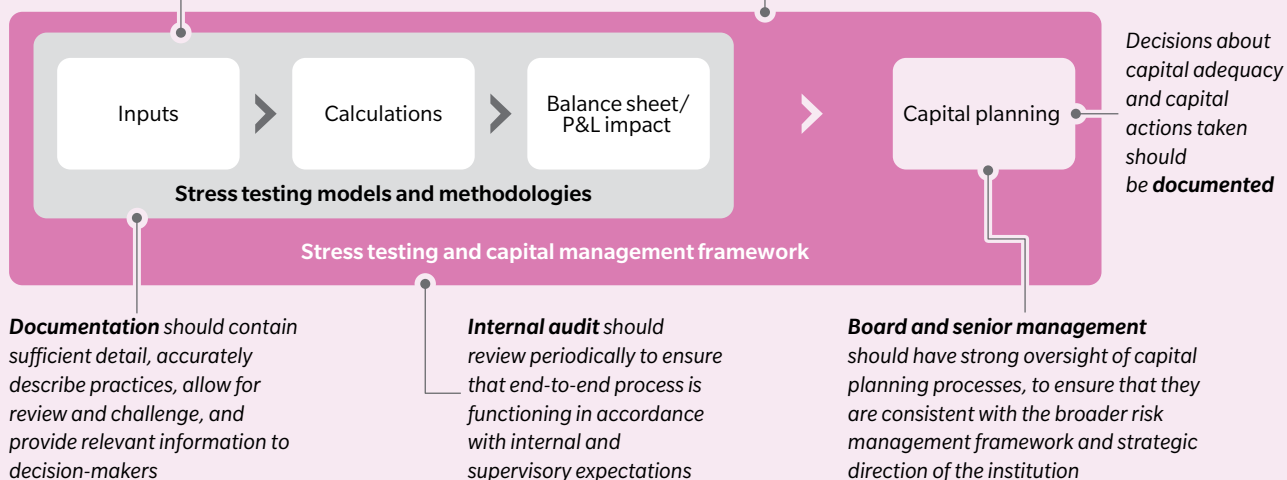 Decisions about
capital adequacy
and capital
actions taken
should
be documented
Inputs
Calculations
Balance sheet/
P&L impact
Capital planning
Stress testing models and methodologies
Stress testing and capital management framework
Documentation should contain
sufficient detail, accurately
describe practices, allow for
review and challenge, and
provide relevant information to
decision-makers
Internal audit should
review periodically to ensure
that end-to-end process is
functioning in accordance
with internal and
supervisory expectations
Board and senior management
should have strong oversight of capital
planning processes, to ensure that they
are consistent with the broader risk
management framework and strategic
direction of the institution